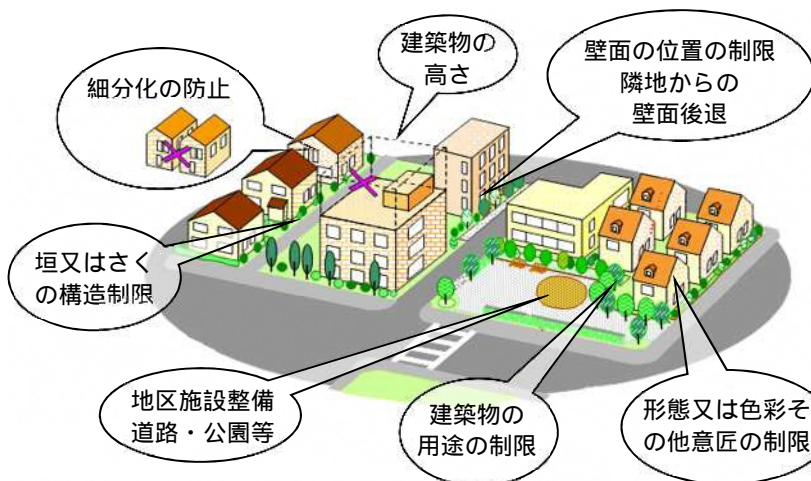 細分化の防止
建築物の
高さ
壁面の位置の制限
隣地からの
壁面後退
垣又はさく
の構造制限
地区施設整備
道路・公園等
建築物の
用途の制限
形態又は色彩そ
の他意匠の制限